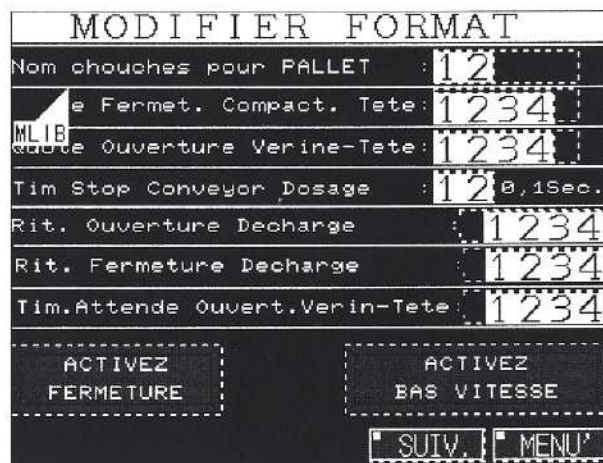 MODIFIER FORMAT
Nom chouches pour PALLET : 12
e Fermet. Compact. Tete: 1234
MLIB
Quote Ouverture Verine-Tete: 1234
Tim Stop Conveyor Dosage : 12 0,1Sec.
Rit. Ouverture Decharge : 1234
Rit. Fermeture Decharge : 1234
Tim.Attende Ouvert.Verin-Tete: 1234
ACTIVEZ
FERMETURE
ACTIVEZ
BAS VITESSE
SUIV. MENU'